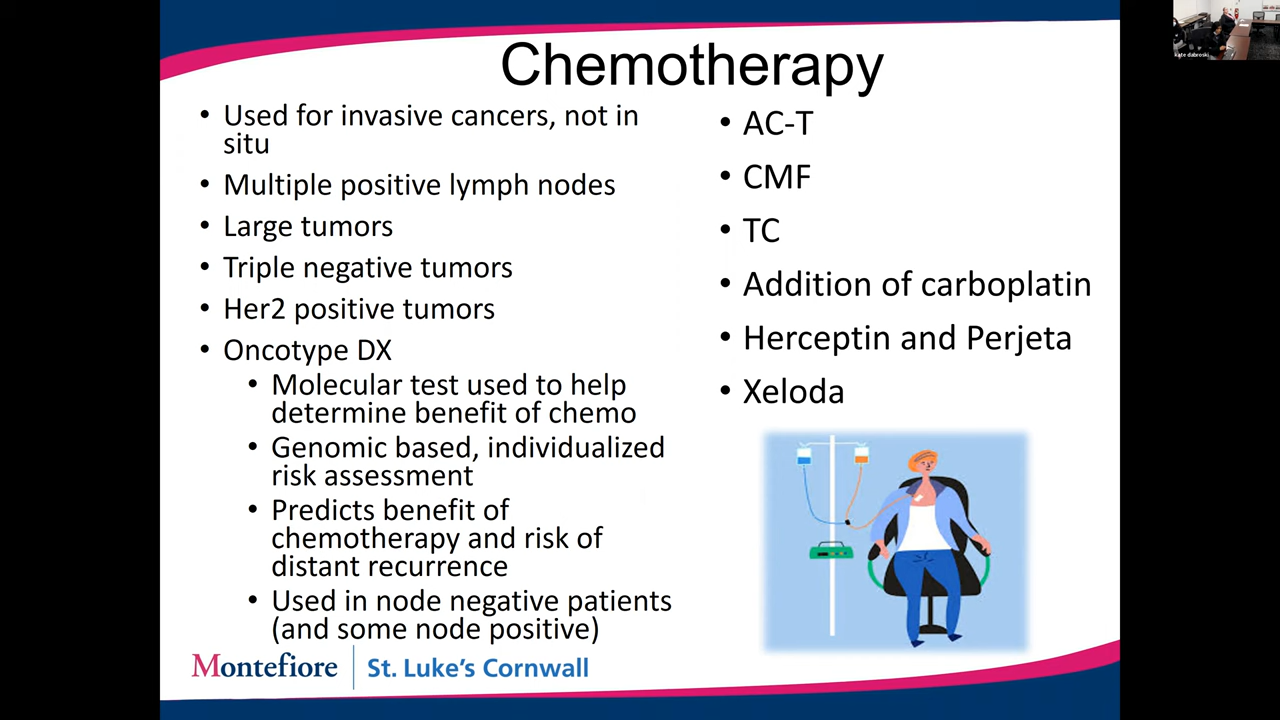 Chemotherapy
• Used for invasive cancers, not in
situ
• Multiple positive lymph nodes
• Large tumors
• Triple negative tumors
• Her2 positive tumors
• Oncotype DX
• Molecular test used to help
determine benefit of chemo
• Genomic based, individualized
risk assessment
• Predicts benefit of
chemotherapy and risk of
distant recurrence
• Used in node negative patients
(and some node positive)
• AC-T
• CMF
• TC
• Addition of carboplatin
• Herceptin and Perjeta
• Xeloda
Montefiore | St. Luke's Cornwall
kate dabroski